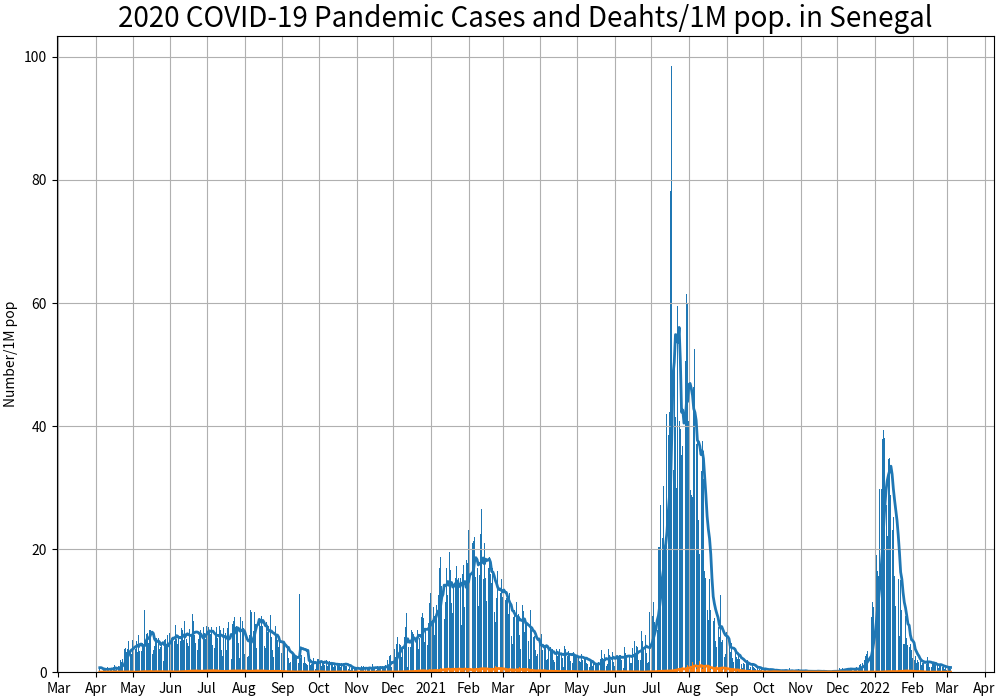 2020 COVID-19 Pandemic Cases and Deahts/1M pop. in Senegal
Number/1M pop
100
80
60
40
20
0
Mar Apr May Jun Jul Aug Sep Oct Nov Dec 2021 Feb Mar Apr May Jun Jul Aug Sep Oct Nov Dec 2022 Feb Mar Apr